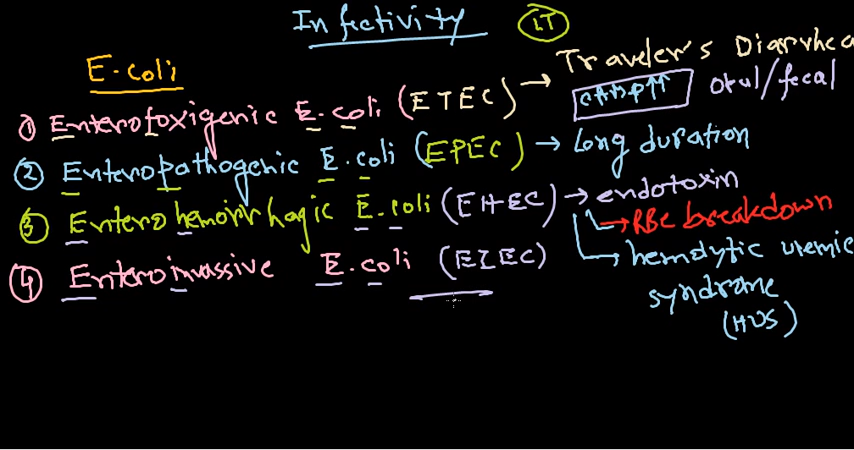 Infectivity LT
E.coli
Traveler's Diarrhea
① Enterotoxigenic E.coli (ETEC) →
cAMP↑↑ Oral/fecal
② Enteropathogenic E.coli (EPEC) → Long duration
③ Enterohemorrhagic E.coli (EHEC) → endotoxin
→ RBC breakdown
④ Enteroinvassive E.coli (EIEC)
→ hemolytic uremic
syndrome
(HUS)